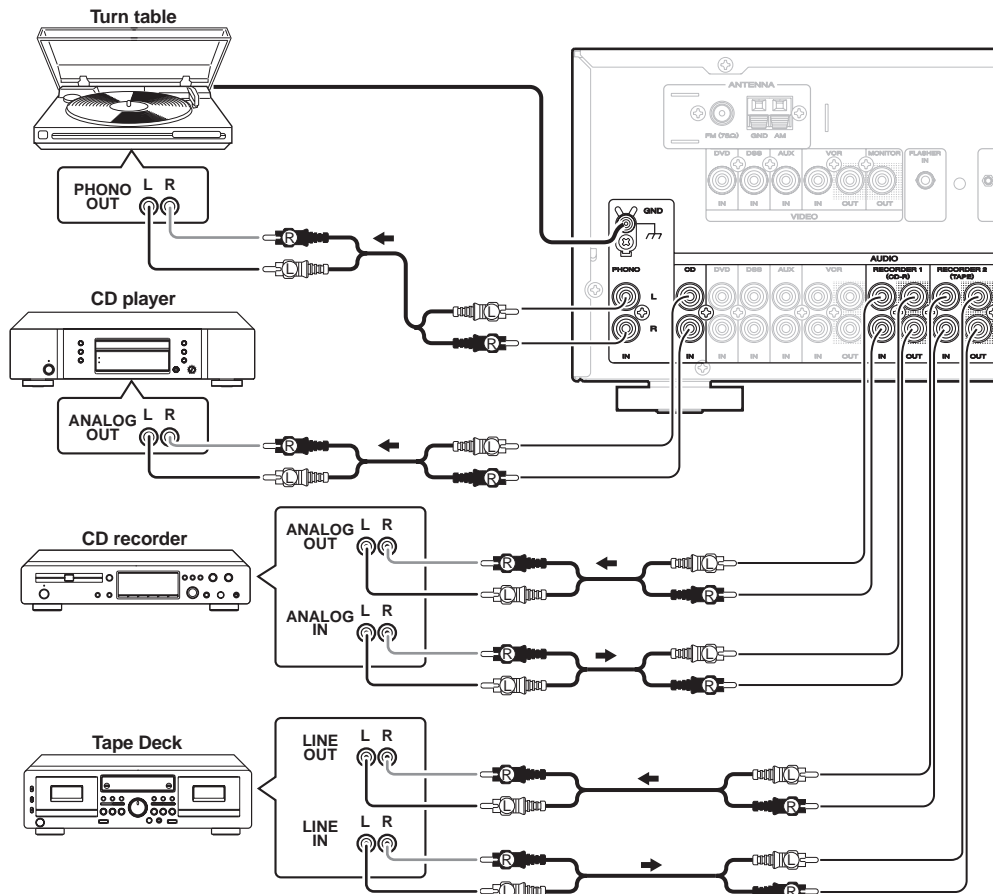 Turn table
PHONO OUT
L R
R
L
L
R
CD player
ANALOG OUT
L R
R
L
L
R
CD recorder
ANALOG OUT
L R
ANALOG IN
L R
R
L
L
R
R
L
L
R
Tape Deck
LINE OUT
L R
LINE IN
L R
R
L
L
R
R
L
L
R
ANTENNA
FM (75Ω) GND AM
DVD DSS AUX VCR MONITOR
IN IN IN IN OUT OUT
VIDEO
FLASHER IN
GND
AUDIO
PHONO CD DVD DSS AUX VCR RECORDER 1 (CD-R) RECORDER 2 (TAPE)
L
R
IN IN IN IN IN IN OUT IN OUT IN OUT